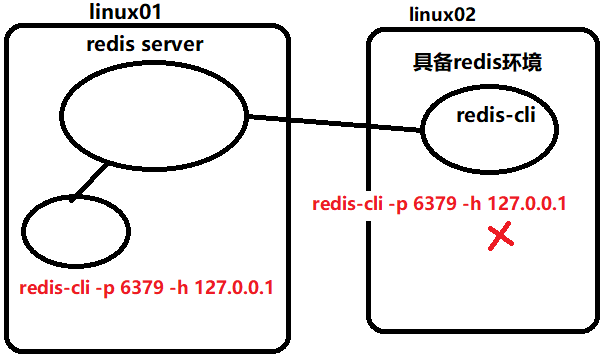 linux01
redis server
redis-cli -p 6379 -h 127.0.0.1
linux02
具备redis环境
redis-cli
redis-cli -p 6379 -h 127.0.0.1